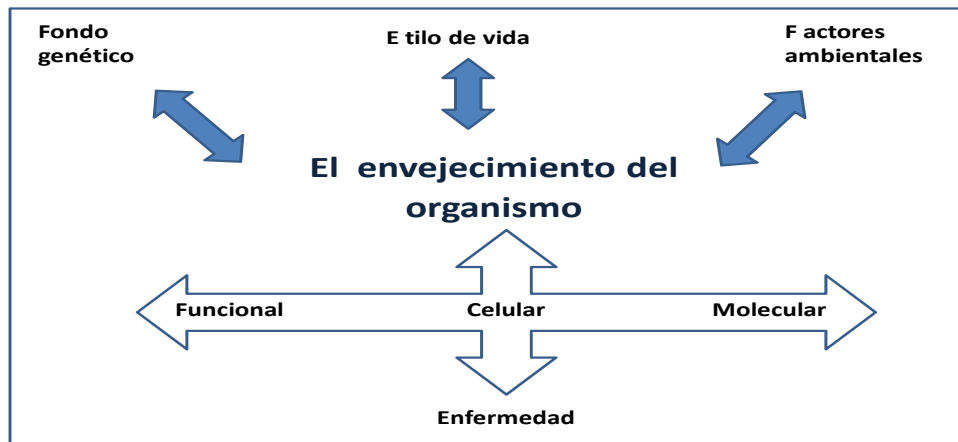 Fondo
genético
E tilo de vida
F actores
ambientales
El envejecimiento del
organismo
Funcional
Celular
Molecular
Enfermedad